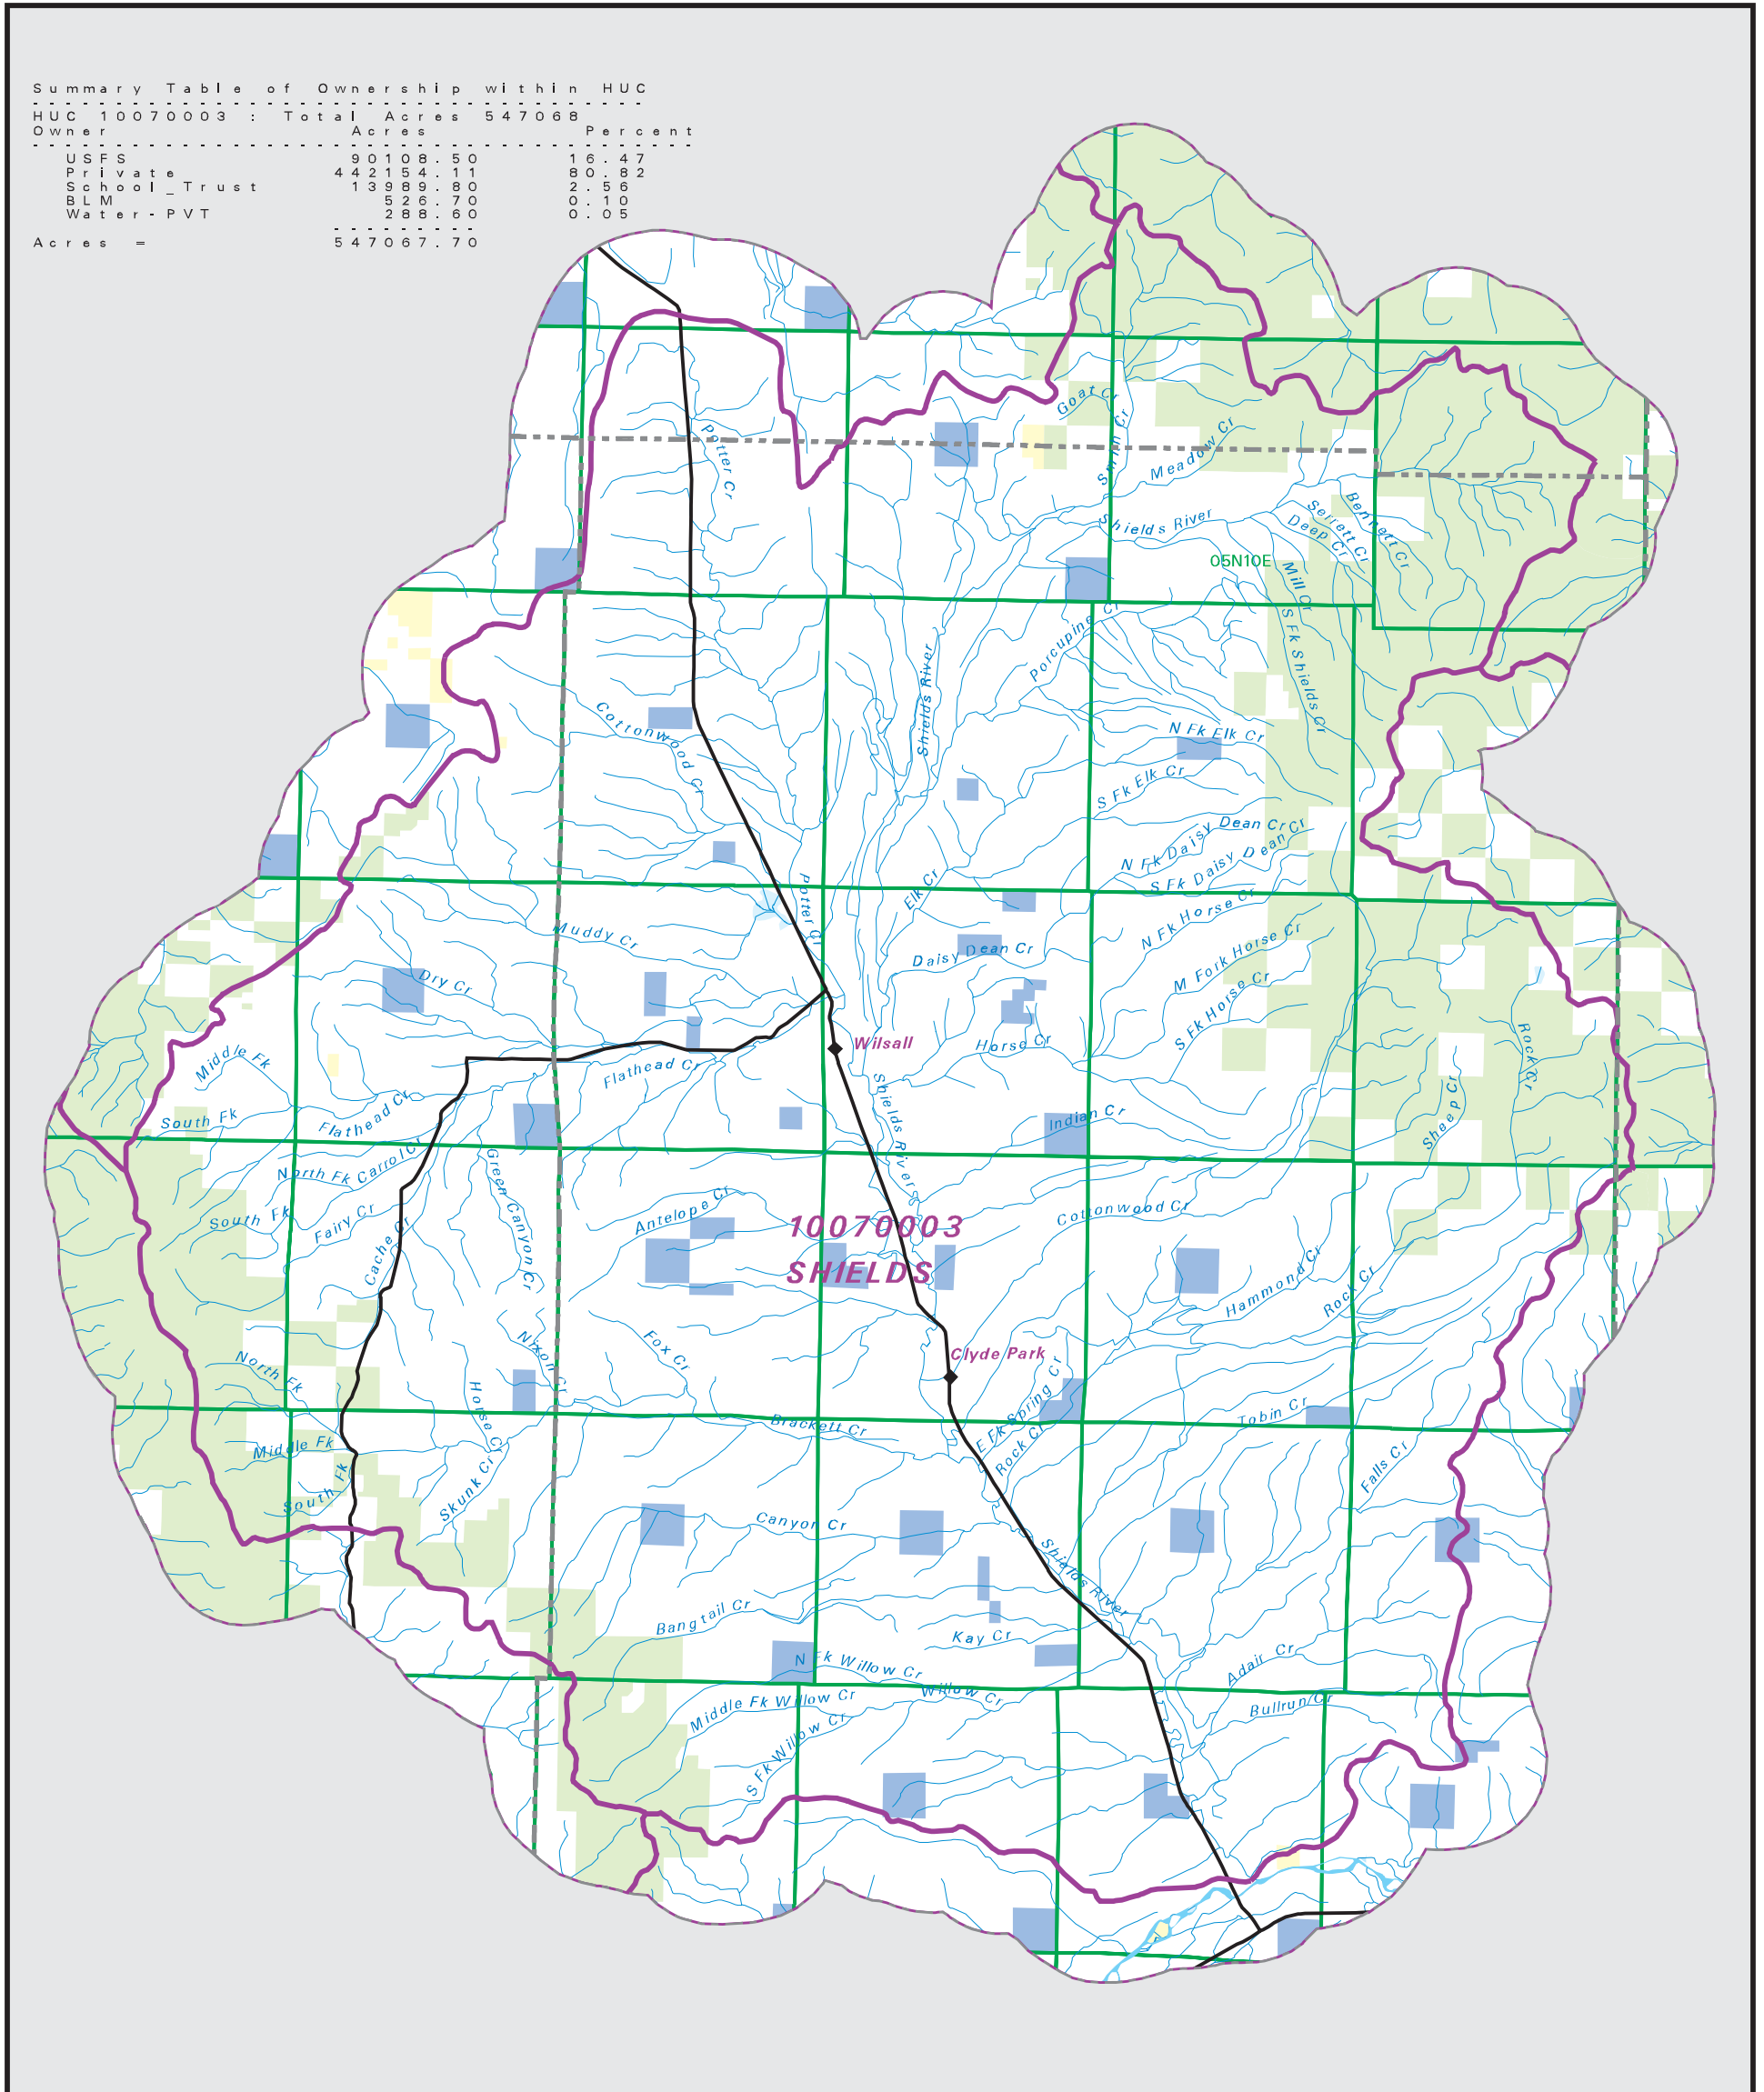 Summary Table of Ownership within HUC
HUC 10070003 : Total Acres 547068
Owner Acres Percent
USFS 90108.50 16.47
Private 442154.11 80.82
School_Trust 13989.80 2.56
BLM 526.70 0.10
Water-PVT 288.60 0.05
Acres = 547067.70
Goat Cr
Smith Cr
Meadow Cr
Potter Cr
Shields River
Serrett Cr
Bennett Cr
Deep Cr
05N10E
Mill Cr
S Fk Shields Cr
Porcupine Cr
Shields River
Cottonwood Cr
N Fk Elk Cr
S Fk Elk Cr
N Fk Daisy Dean Cr
S Fk Daisy Dean Cr
Elk Cr
Potter Cr
N Fk Horse Cr
Muddy Cr
M Fork Horse Cr
Daisy Dean Cr
Dry Cr
S Fk Horse Cr
Rock Cr
Wilsall
Horse Cr
Middle Fk
Flathead Cr
Shields River
Sheep Cr
South Fk
Flathead Cr
Indian Cr
North Fk Carrol Cr
Green Canyon Cr
South Fk
Fairy Cr
Antelope Cr
Cottonwood Cr
10070003
SHIELDS
Cache Cr
Hammond Cr
Rock Cr
Nixon Cr
Fox Cr
Clyde Park
North Fk
Horse Cr
E Fk Spring Cr
Brackett Cr
Tobin Cr
Middle Fk
Rock Cr
Falls Cr
South Fk
Skunk Cr
Canyon Cr
Shields River
Bangtail Cr
Kay Cr
N Fk Willow Cr
Adair Cr
Middle Fk Willow Cr
Willow Cr
Bullrun Cr
S Fk Willow Cr